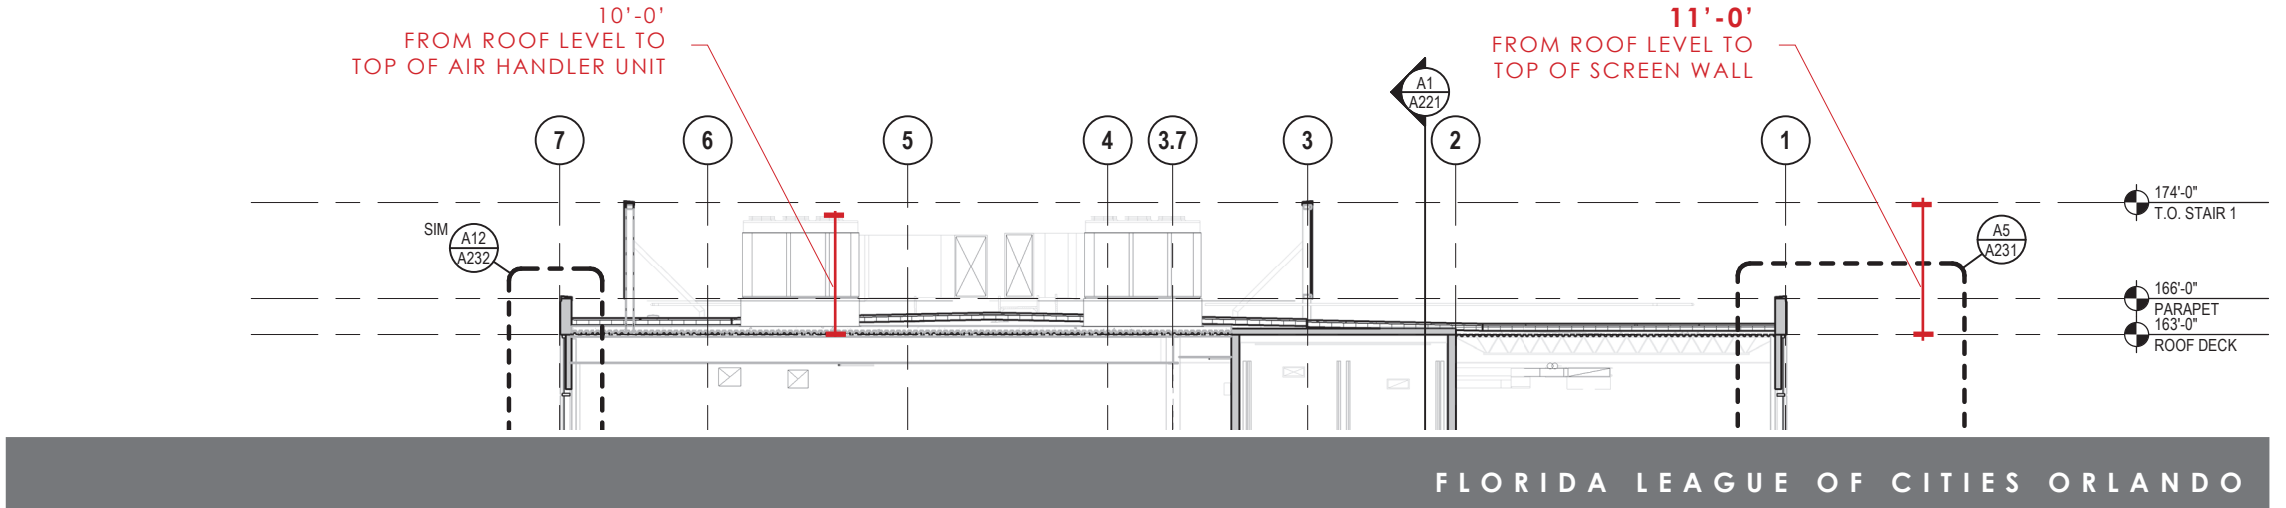 10'-0'
FROM ROOF LEVEL TO
TOP OF AIR HANDLER UNIT
11'-0'
FROM ROOF LEVEL TO
TOP OF SCREEN WALL
A1
A221
7
6
5
4
3.7
3
2
1
SIM
A12
A232
A5
A231
174'-0"
T.O. STAIR 1
166'-0"
PARAPET
163'-0"
ROOF DECK
FLORIDA LEAGUE OF CITIES ORLANDO